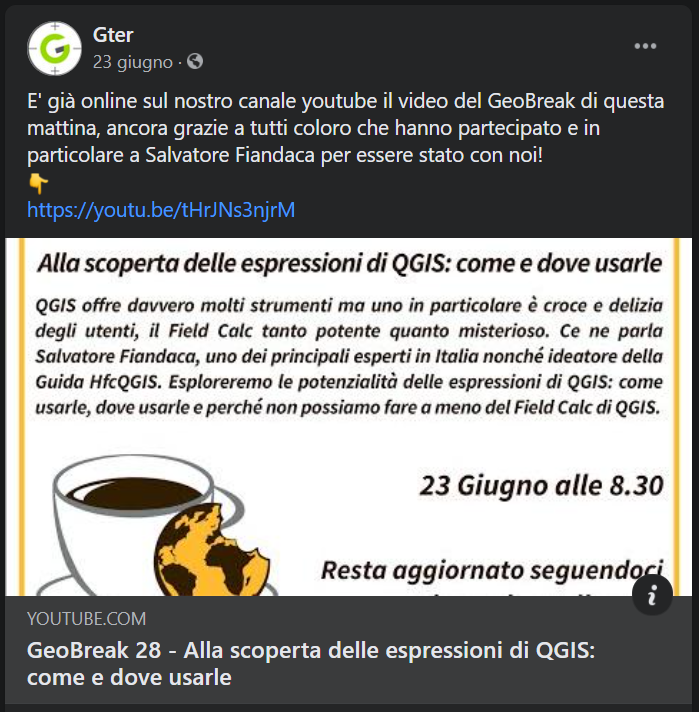 Gter
23 giugno ·
E' già online sul nostro canale youtube il video del GeoBreak di questa
mattina, ancora grazie a tutti coloro che hanno partecipato e in
particolare a Salvatore Fiandaca per essere stato con noi!
👇
https://youtu.be/tHrJNs3njrM
Alla scoperta delle espressioni di QGIS: come e dove usarle
QGIS offre davvero molti strumenti ma uno in particolare è croce e delizia
degli utenti, il Field Calc tanto potente quanto misterioso. Ce ne parla
Salvatore Fiandaca, uno dei principali esperti in Italia nonché ideatore della
Guida HfcQGIS. Esploreremo le potenzialità delle espressioni di QGIS: come
usarle, dove usarle e perché non possiamo fare a meno del Field Calc di QGIS.
23 Giugno alle 8.30
Resta aggiornato seguendoci
YOUTUBE.COM
GeoBreak 28 - Alla scoperta delle espressioni di QGIS:
come e dove usarle